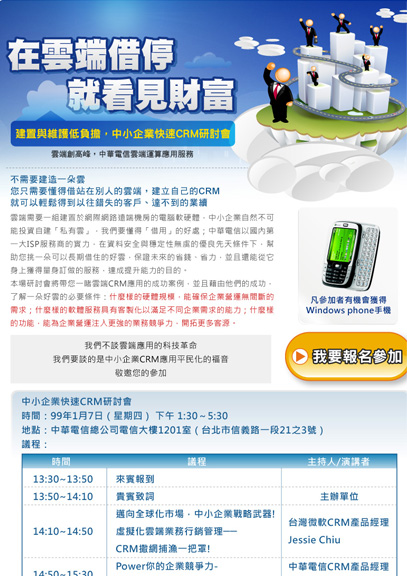 在雲端借停
就看見財富
建置與維護低負擔，中小企業快速CRM研討會
雲端創高峰，中華電信雲端運算應用服務
不需要建造一朵雲
您只需要懂得借站在別人的雲端，建立自己的CRM
就可以輕鬆得到以往錯失的客戶、達不到的業績
雲端需要一組建置於網際網路遠端機房的電腦軟硬體，中小企業自然不可
能投資自建「私有雲」，我們要懂得「借用」的好處；中華電信以國內第
一大ISP服務商的實力，在資料安全與穩定性無虞的優良先天條件下，幫
助您挑一朵可以長期借住的好雲，保證未來的省錢、省力，並且還能從它
身上獲得量身訂做的服務，達成提升能力的目的。
本場研討會將帶您一睹雲端CRM應用的成功案例，並且藉由他們的成功，
了解一朵好雲的必要條件：什麼樣的硬體規模，能確保企業營運無間斷的
需求；什麼樣的軟體服務具有客製化以滿足不同企業需求的能力；什麼樣
的功能，能為企業營運注入更強的業務競爭力、開拓更多客源。
凡參加者有機會獲得
Windows phone手機
我們不談雲端應用的科技革命
我們要談的是中小企業CRM應用平民化的福音
敬邀您的參加
我要報名參加
中小企業快速CRM研討會
時間：99年1月7日（星期四） 下午 1:30～5:30
地點：中華電信總公司電信大樓1201室（台北市信義路一段21之3號）
議程：
時間 議程 主持人/演講者
13:30~13:50 來賓報到
13:50~14:10 貴賓致詞 主辦單位
14:10~14:50 邁向全球化市場，中小企業戰略武器!
虛擬化雲端業務行銷管理──
CRM撒網捕漁一把罩!
台灣微軟CRM產品經理
Jessie Chiu
14:50~15:30 Power你的企業競爭力-
中華電信CRM產品經理